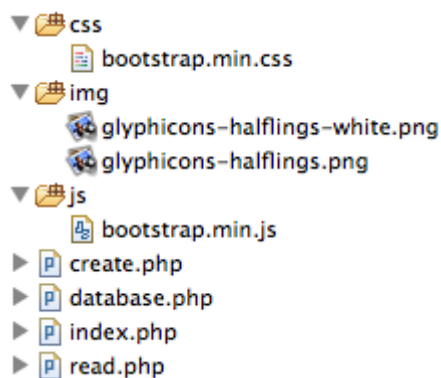 css
bootstrap.min.css
img
glyphicons-halflings-white.png
glyphicons-halflings.png
js
bootstrap.min.js
create.php
database.php
index.php
read.php